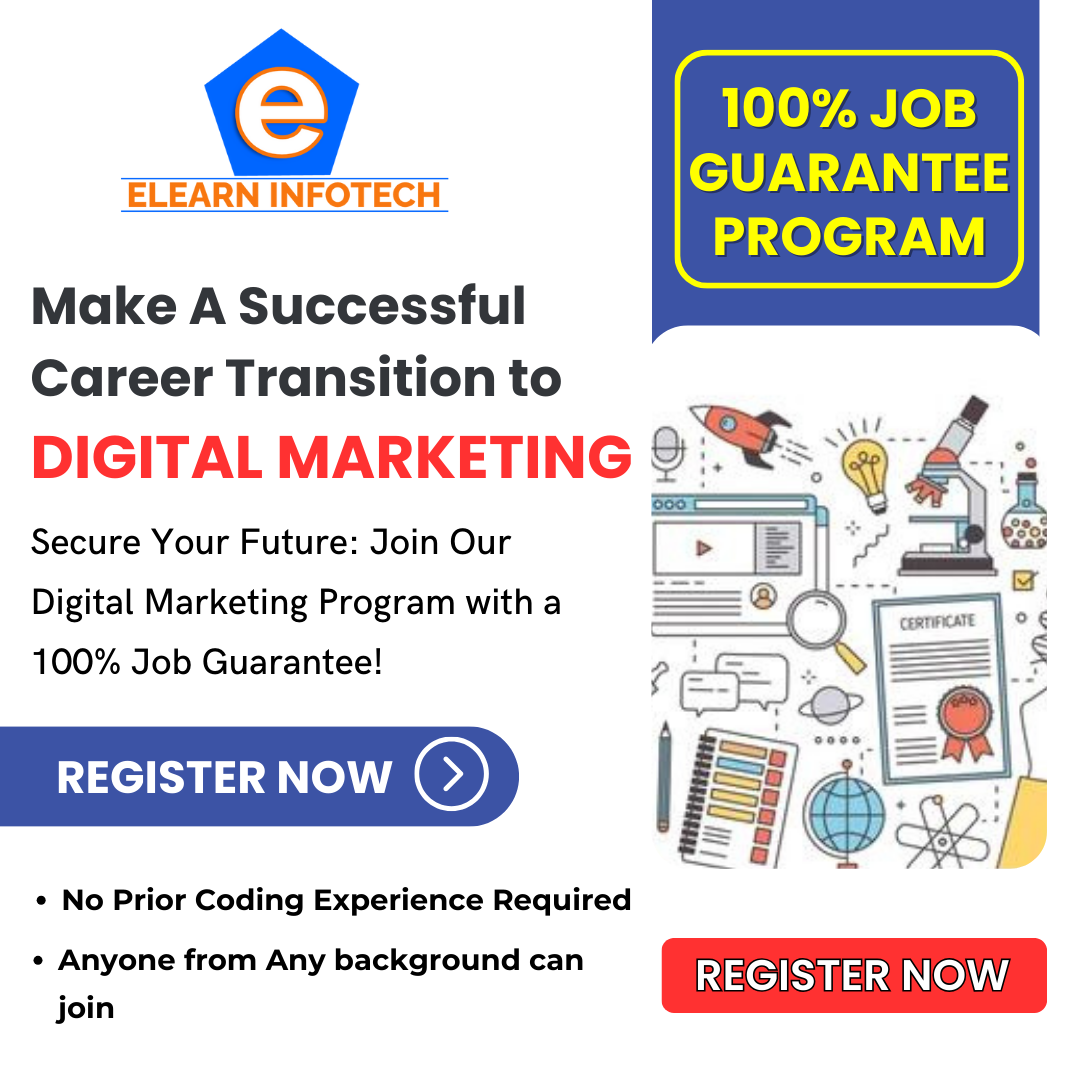 e
ELEARN INFOTECH
100% JOB
GUARANTEE
PROGRAM
Make A Successful
Career Transition to
DIGITAL MARKETING
Secure Your Future: Join Our
Digital Marketing Program with a
100% Job Guarantee!
REGISTER NOW
CERTIFICATE
• No Prior Coding Experience Required
• Anyone from Any background can
join
REGISTER NOW